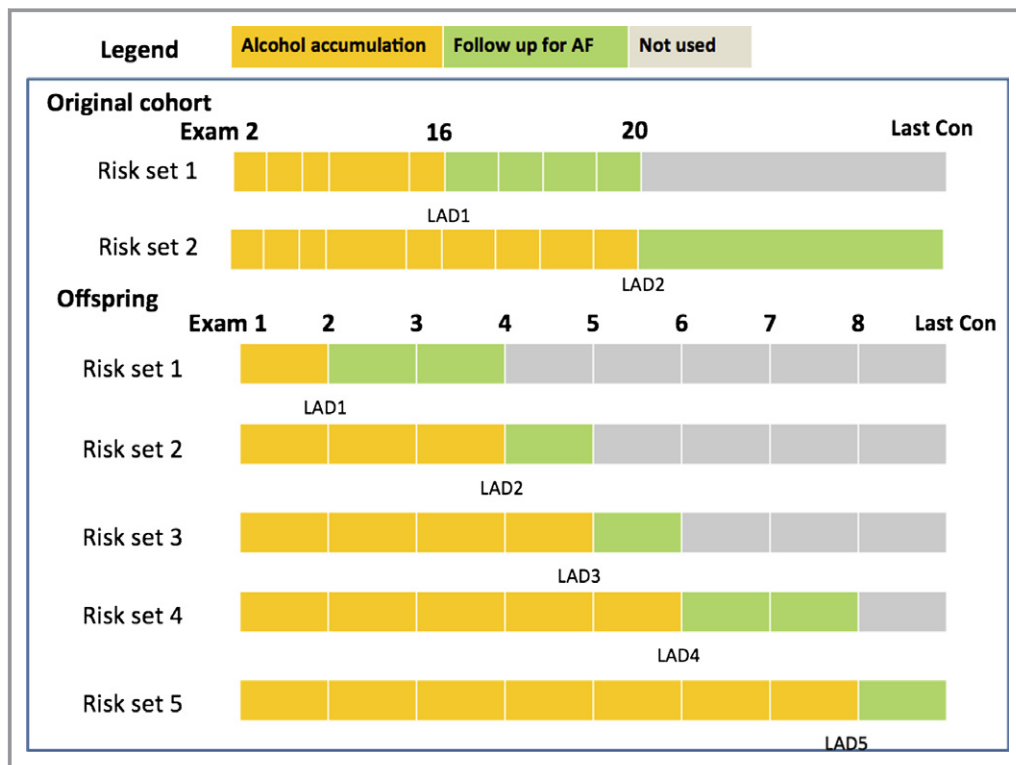 Legend Alcohol accumulation Follow up for AF Not used
Original cohort
Exam 2 16 20 Last Con
Risk set 1
LAD1
Risk set 2
LAD2
Offspring
Exam 1 2 3 4 5 6 7 8 Last Con
Risk set 1
LAD1
Risk set 2
LAD2
Risk set 3
LAD3
Risk set 4
LAD4
Risk set 5
LAD5